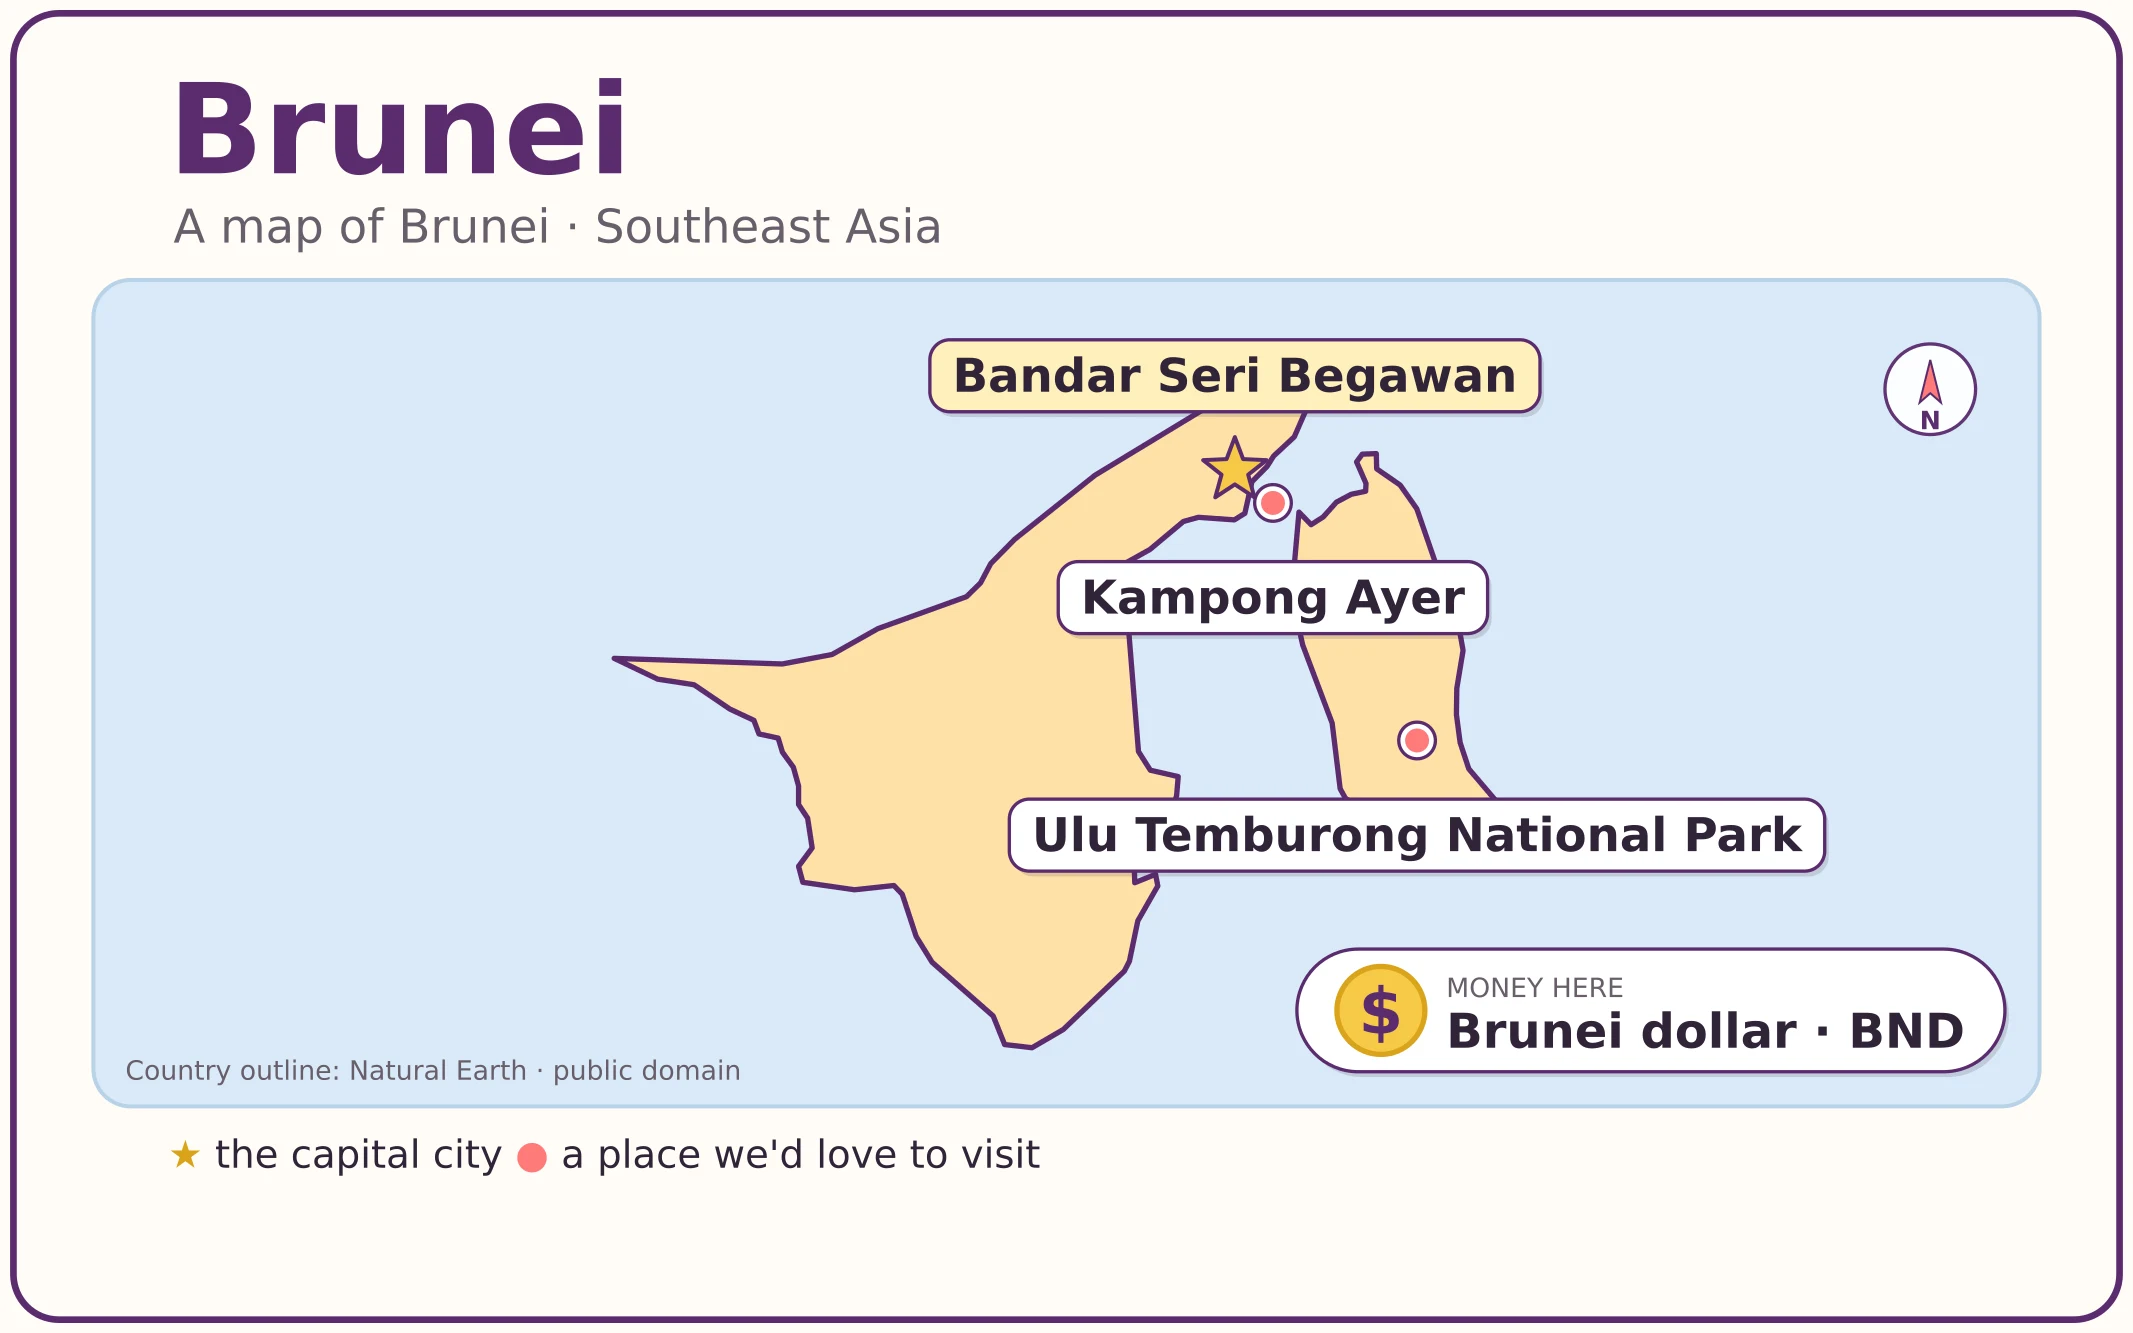 Brunei
A map of Brunei · Southeast Asia
Bandar Seri Begawan
N
Kampong Ayer
Ulu Temburong National Park
$
MONEY HERE
Brunei dollar · BND
Country outline: Natural Earth · public domain
★ the capital city ● a place we'd love to visit